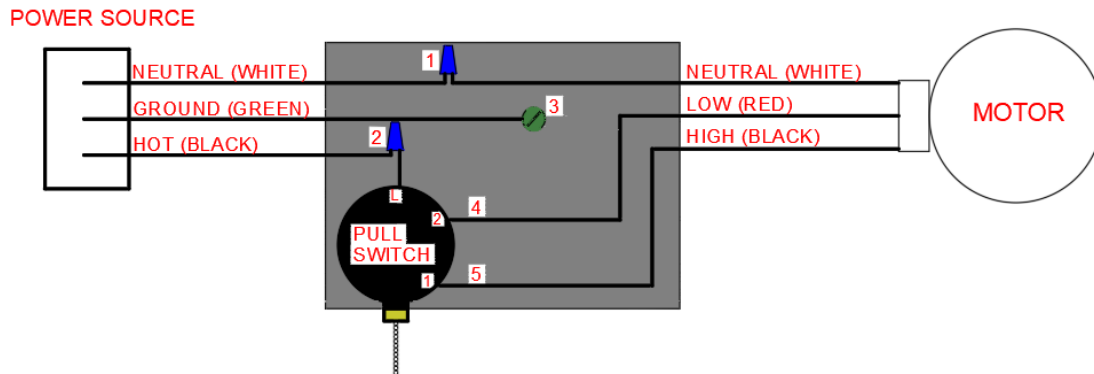 POWER SOURCE
1
NEUTRAL (WHITE)
NEUTRAL (WHITE)
GROUND (GREEN)
3
LOW (RED)
MOTOR
2
HOT (BLACK)
HIGH (BLACK)
L
2
4
PULL
SWITCH
1
5